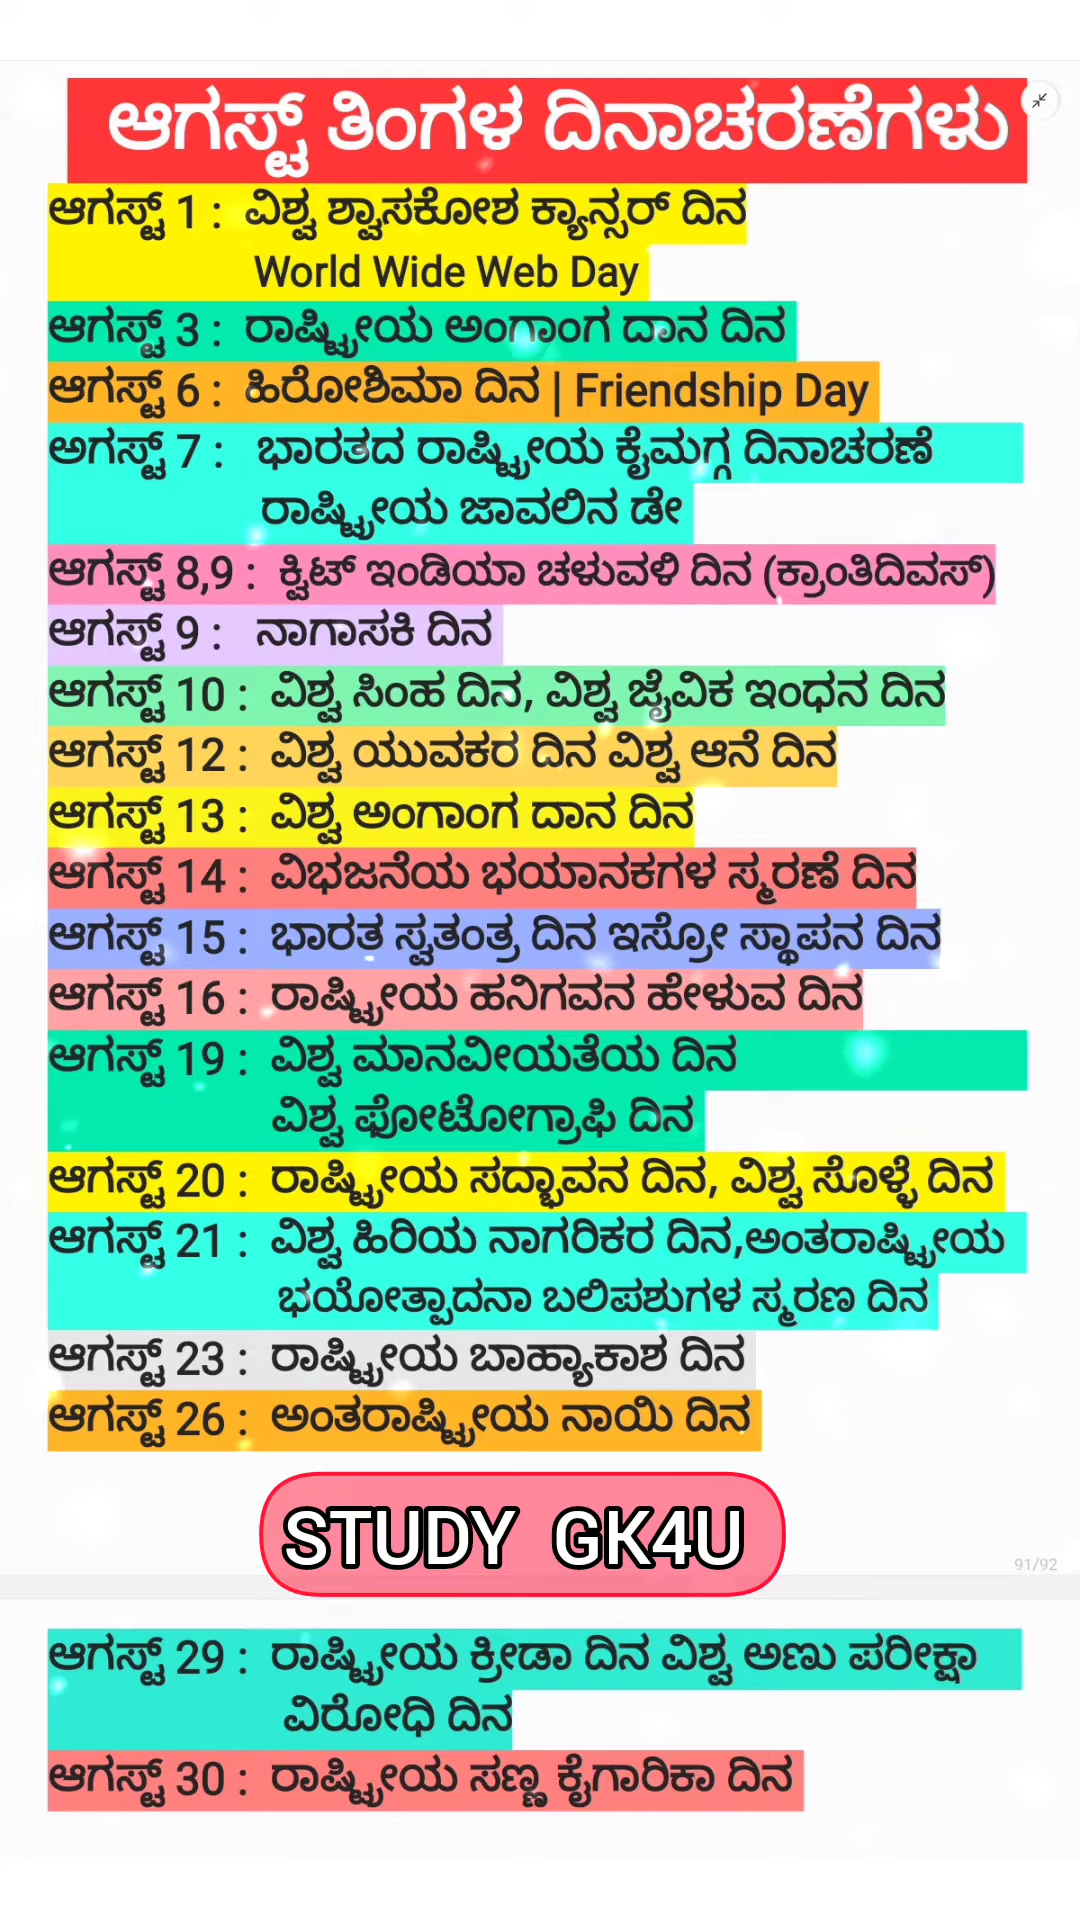 ಆಗಸ್ಟ್ ತಿಂಗಳ ದಿನಾಚರಣೆಗಳು
ಆಗಸ್ಟ್ 1 : ವಿಶ್ವ ಶ್ವಾಸಕೋಶ ಕ್ಯಾನ್ಸರ್ ದಿನ
World Wide Web Day
ಆಗಸ್ಟ್ 3 : ರಾಷ್ಟ್ರೀಯ ಅಂಗಾಂಗ ದಾನ ದಿನ
ಆಗಸ್ಟ್ 6 : ಹಿರೋಶಿಮಾ ದಿನ | Friendship Day
ಅಗಸ್ಟ್ 7 : ಭಾರತದ ರಾಷ್ಟ್ರೀಯ ಕೈಮಗ್ಗ ದಿನಾಚರಣೆ
ರಾಷ್ಟ್ರೀಯ ಜಾವಲಿನ ಡೇ
ಆಗಸ್ಟ್ 8,9 : ಕ್ವಿಟ್ ಇಂಡಿಯಾ ಚಳುವಳಿ ದಿನ (ಕ್ರಾಂತಿದಿವಸ್)
ಆಗಸ್ಟ್ 9 : ನಾಗಾಸಕಿ ದಿನ
ಆಗಸ್ಟ್ 10 : ವಿಶ್ವ ಸಿಂಹ ದಿನ, ವಿಶ್ವ ಜೈವಿಕ ಇಂಧನ ದಿನ
ಆಗಸ್ಟ್ 12 : ವಿಶ್ವ ಯುವಕರ ದಿನ ವಿಶ್ವ ಆನೆ ದಿನ
ಆಗಸ್ಟ್ 13 : ವಿಶ್ವ ಅಂಗಾಂಗ ದಾನ ದಿನ
ಆಗಸ್ಟ್ 14 : ವಿಭಜನೆಯ ಭಯಾನಕಗಳ ಸ್ಮರಣೆ ದಿನ
ಆಗಸ್ಟ್ 15 : ಭಾರತ ಸ್ವತಂತ್ರ ದಿನ ಇಸ್ರೋ ಸ್ಥಾಪನ ದಿನ
ಆಗಸ್ಟ್ 16 : ರಾಷ್ಟ್ರೀಯ ಹನಿಗವನ ಹೇಳುವ ದಿನ
ಆಗಸ್ಟ್ 19 : ವಿಶ್ವ ಮಾನವೀಯತೆಯ ದಿನ
ವಿಶ್ವ ಫೋಟೋಗ್ರಾಫಿ ದಿನ
ಆಗಸ್ಟ್ 20 : ರಾಷ್ಟ್ರೀಯ ಸದ್ಭಾವನ ದಿನ, ವಿಶ್ವ ಸೊಳ್ಳೆ ದಿನ
ಆಗಸ್ಟ್ 21 : ವಿಶ್ವ ಹಿರಿಯ ನಾಗರಿಕರ ದಿನ,ಅಂತರಾಷ್ಟ್ರೀಯ
ಭಯೋತ್ಪಾದನಾ ಬಲಿಪಶುಗಳ ಸ್ಮರಣ ದಿನ
ಆಗಸ್ಟ್ 23 : ರಾಷ್ಟ್ರೀಯ ಬಾಹ್ಯಾಕಾಶ ದಿನ
ಆಗಸ್ಟ್ 26 : ಅಂತರಾಷ್ಟ್ರೀಯ ನಾಯಿ ದಿನ
STUDY GK4U
91/92
ಆಗಸ್ಟ್ 29 : ರಾಷ್ಟ್ರೀಯ ಕ್ರೀಡಾ ದಿನ ವಿಶ್ವ ಅಣು ಪರೀಕ್ಷಾ
ವಿರೋಧಿ ದಿನ
ಆಗಸ್ಟ್ 30 : ರಾಷ್ಟ್ರೀಯ ಸಣ್ಣ ಕೈಗಾರಿಕಾ ದಿನ